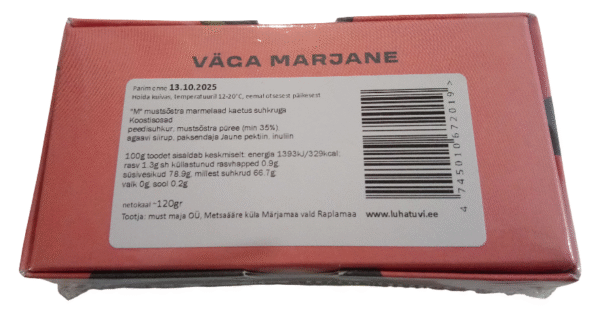 VÄGA MARJANE
Parim enne 13.10.2025
Hoida kuivas, temperatuuril 12-20°C, eemal otsesest päikesest
"M" mustsõstra marmelaad kaetus suhkruga
Koostisosad
peedisuhkur, mustsõstra püree (min 35%)
agaavi siirup, paksendaja Jaune pektiin, inuliin
100g toodet sisaldab keskmiselt: energia 1393kJ/329kcal;
rasv 1.3g sh küllastunud rasvhapped 0.9g,
süsivesikud 78.9g, millest suhkrud 66.7g;
valk 0g; sool 0.2g
netokaal ~120gr
Tootja: must maja OÜ, Metsaääre küla Märjamaa vald Raplamaa
www.luhatuvi.ee
4 745010 672019 >